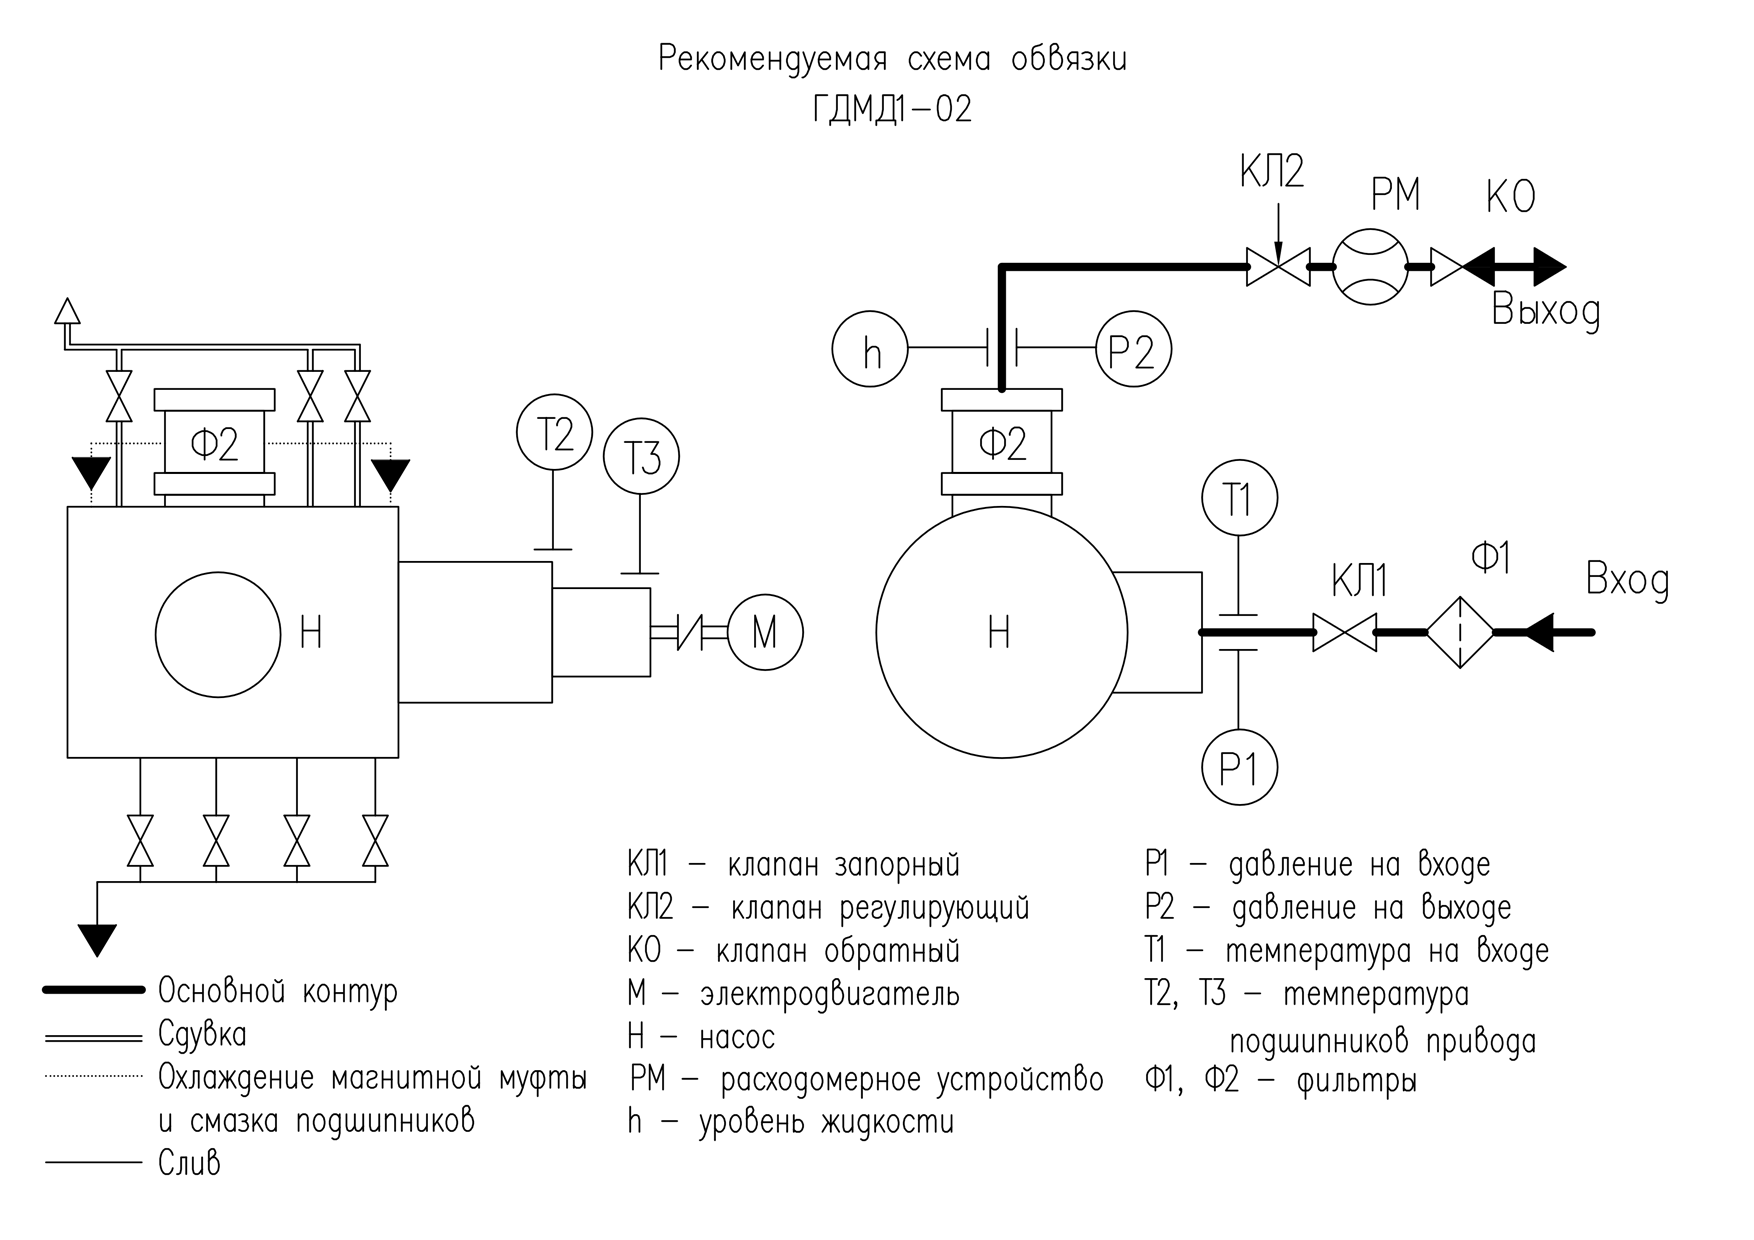 Рекомендуемая схема обвязки
ГДМД1-02
КЛ2
РМ
КО
Выход
h
Р2
Ф2
Т2
Т3
Ф2
Т1
Ф1
КЛ1
Вход
Н
М
Н
Р1
КЛ1 – клапан запорный
КЛ2 – клапан регулирующий
КО – клапан обратный
М – электродвигатель
Н – насос
РМ – расходомерное устройство
h – уровень жидкости
Р1 – давление на входе
Р2 – давление на выходе
Т1 – температура на входе
Т2, Т3 – температура
подшипников привода
Ф1, Ф2 – фильтры
Основной контур
Сдувка
Охлаждение магнитной муфты
и смазка подшипников
Слив